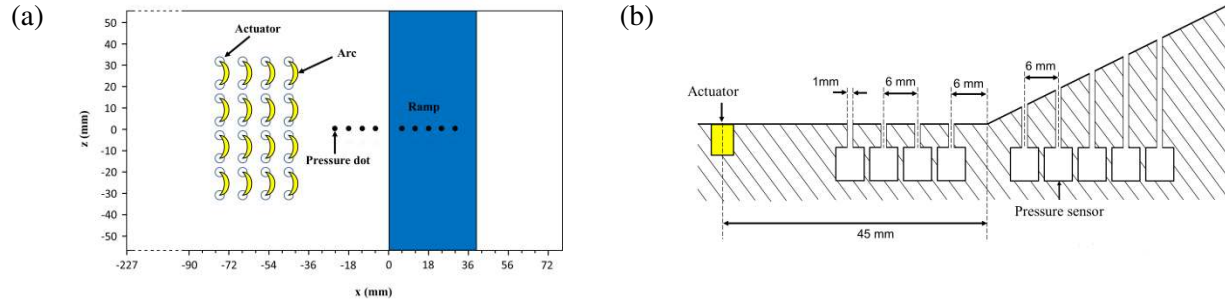 (a)
Actuator
Arc
Ramp
Pressure dot
z (mm)
50
40
30
20
10
0
-10
-20
-30
-40
-50
-227
-90
-72
-54
-36
-18
0
18
36
54
72
x (mm)
(b)
Actuator
1mm
6 mm
6 mm
6 mm
Pressure sensor
45 mm